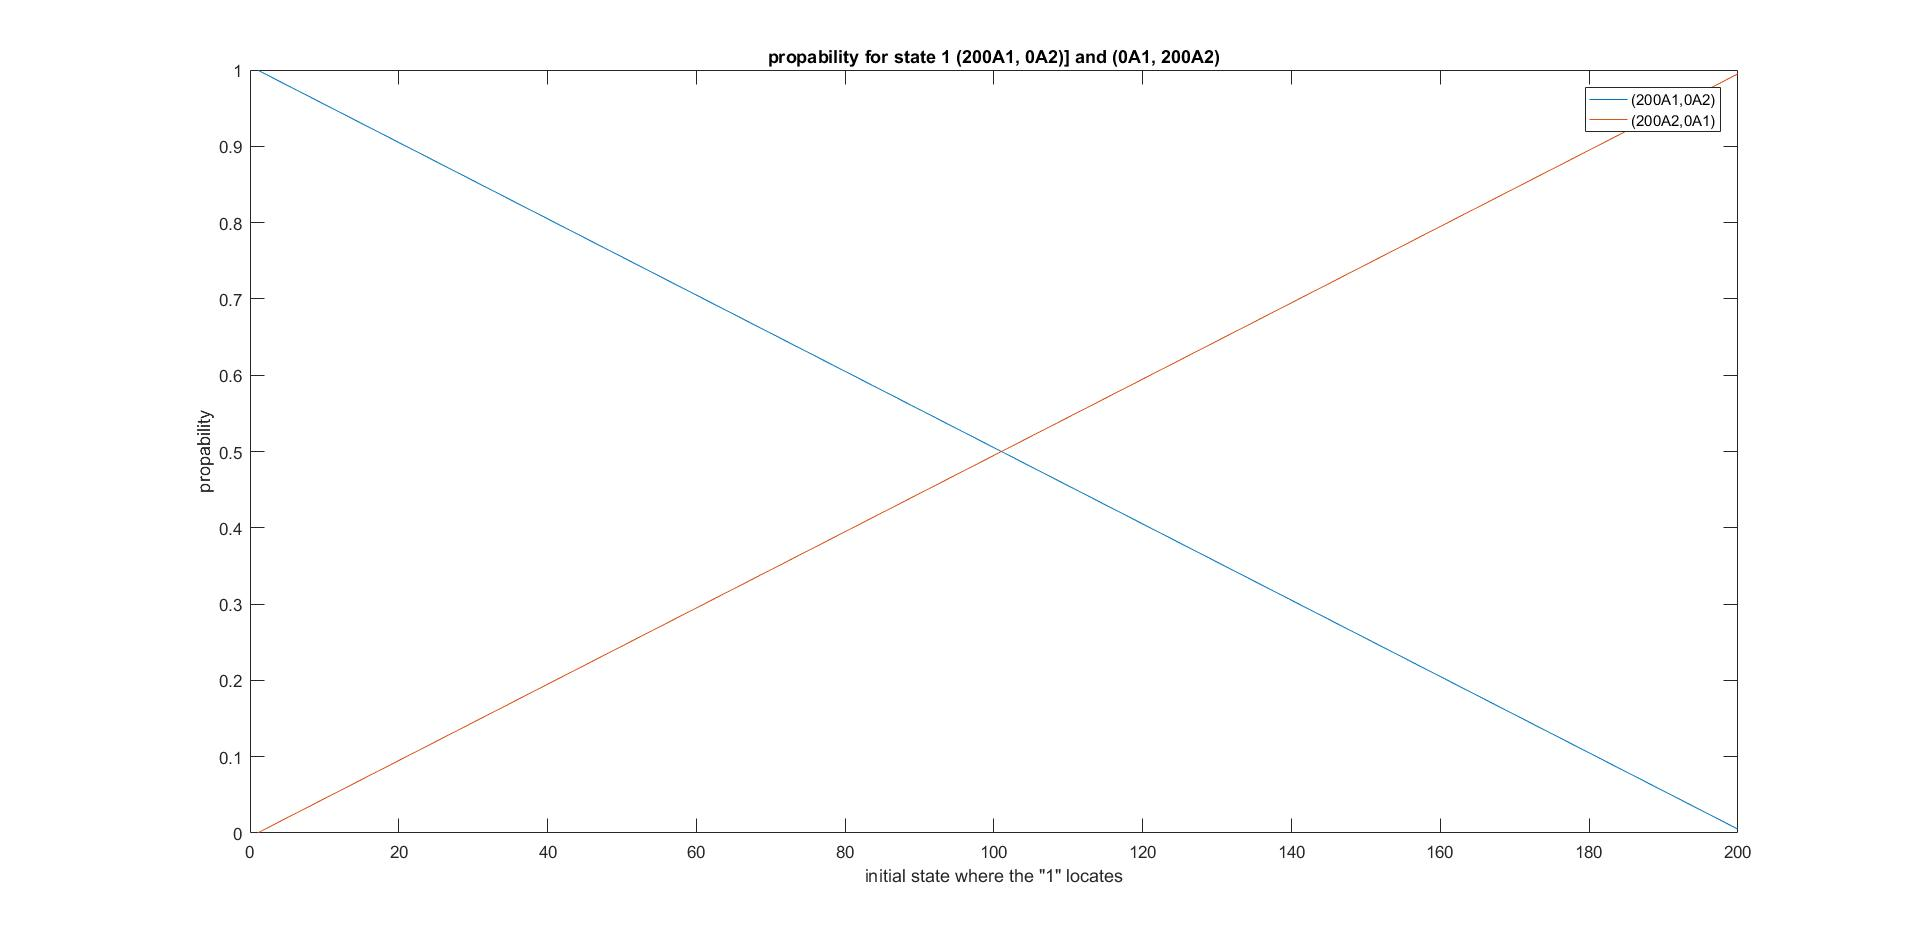 propability for state 1 (200A1, 0A2)] and (0A1, 200A2)
1
0.9
0.8
0.7
0.6
0.5
0.4
0.3
0.2
0.1
0
propability
(200A1,0A2)
(200A2,0A1)
0 20 40 60 80 100 120 140 160 180 200
initial state where the "1" locates